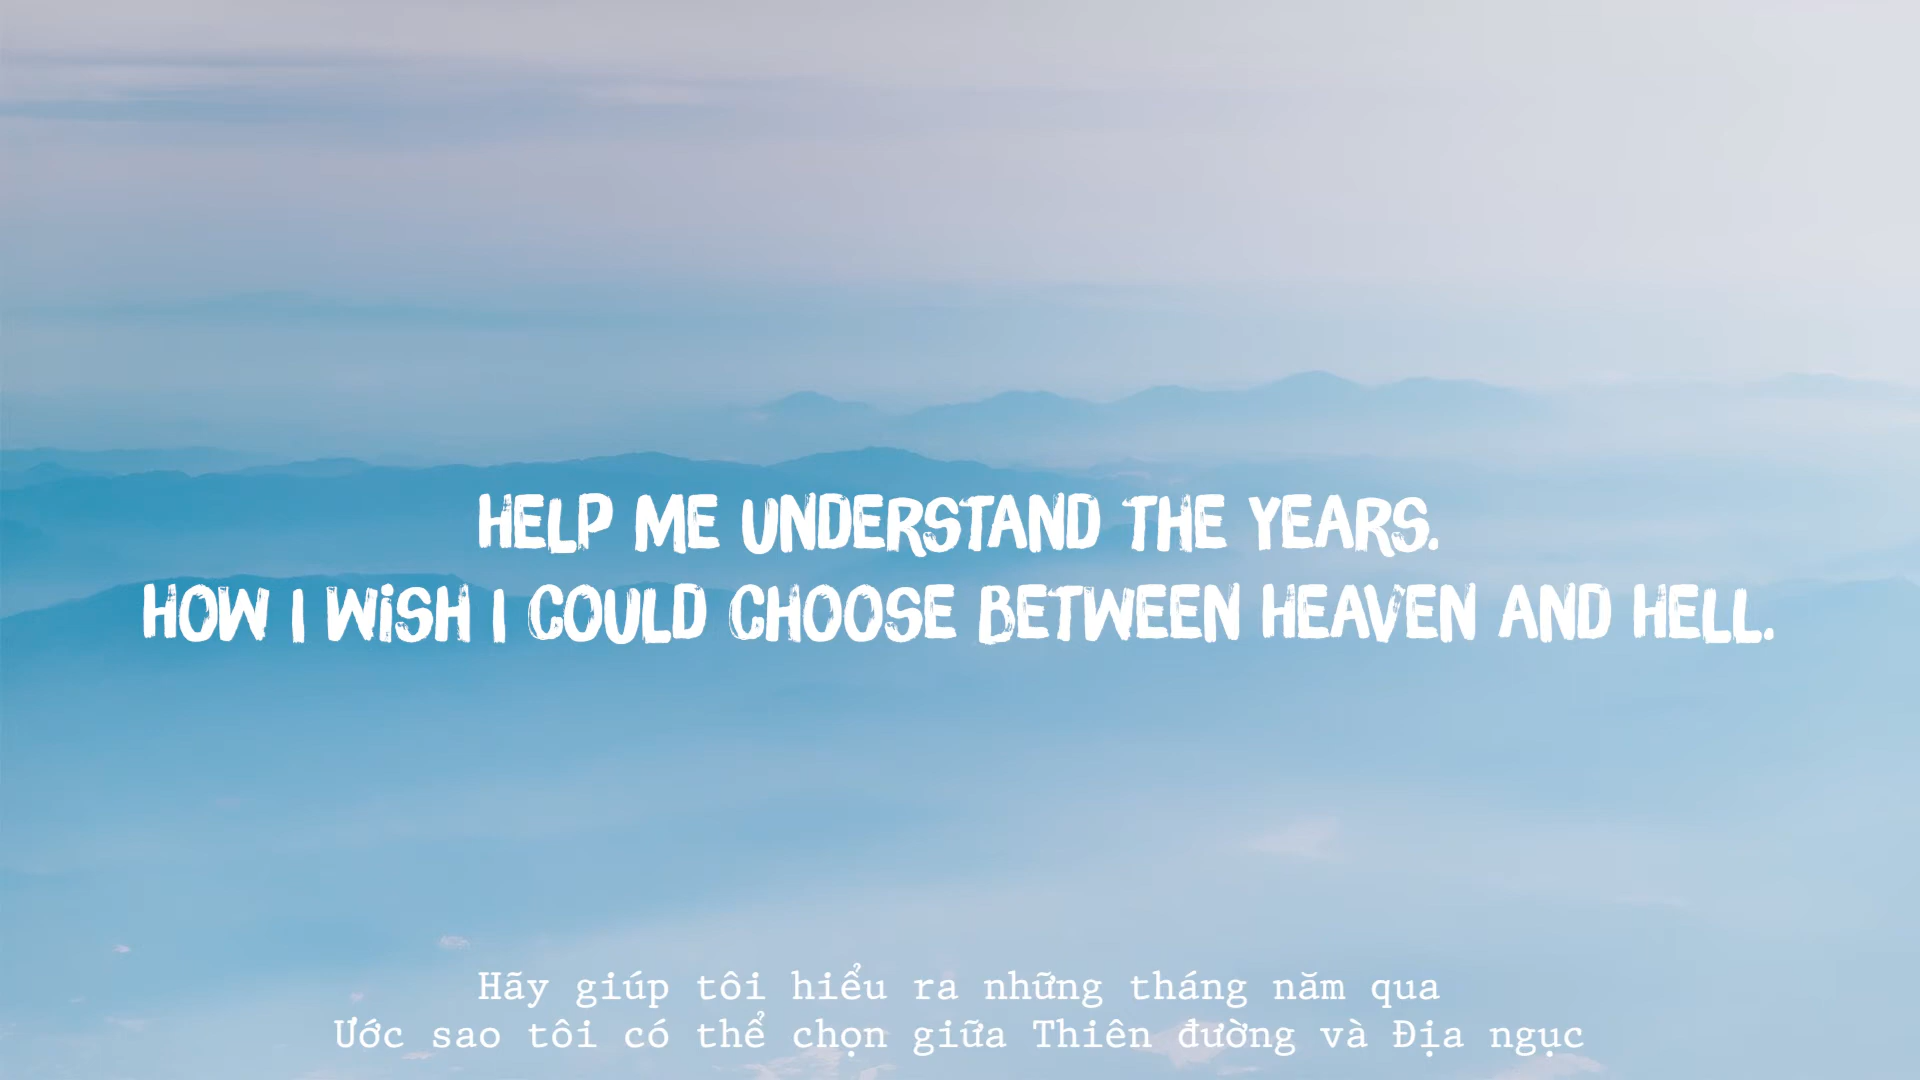 HELP ME UNDERSTAND THE YEARS.
HOW I WISH I COULD CHOOSE BETWEEN HEAVEN AND HELL.
Hãy giúp tôi hiểu ra những tháng năm qua
Ước sao tôi có thể chọn giữa Thiên đường và Địa ngục